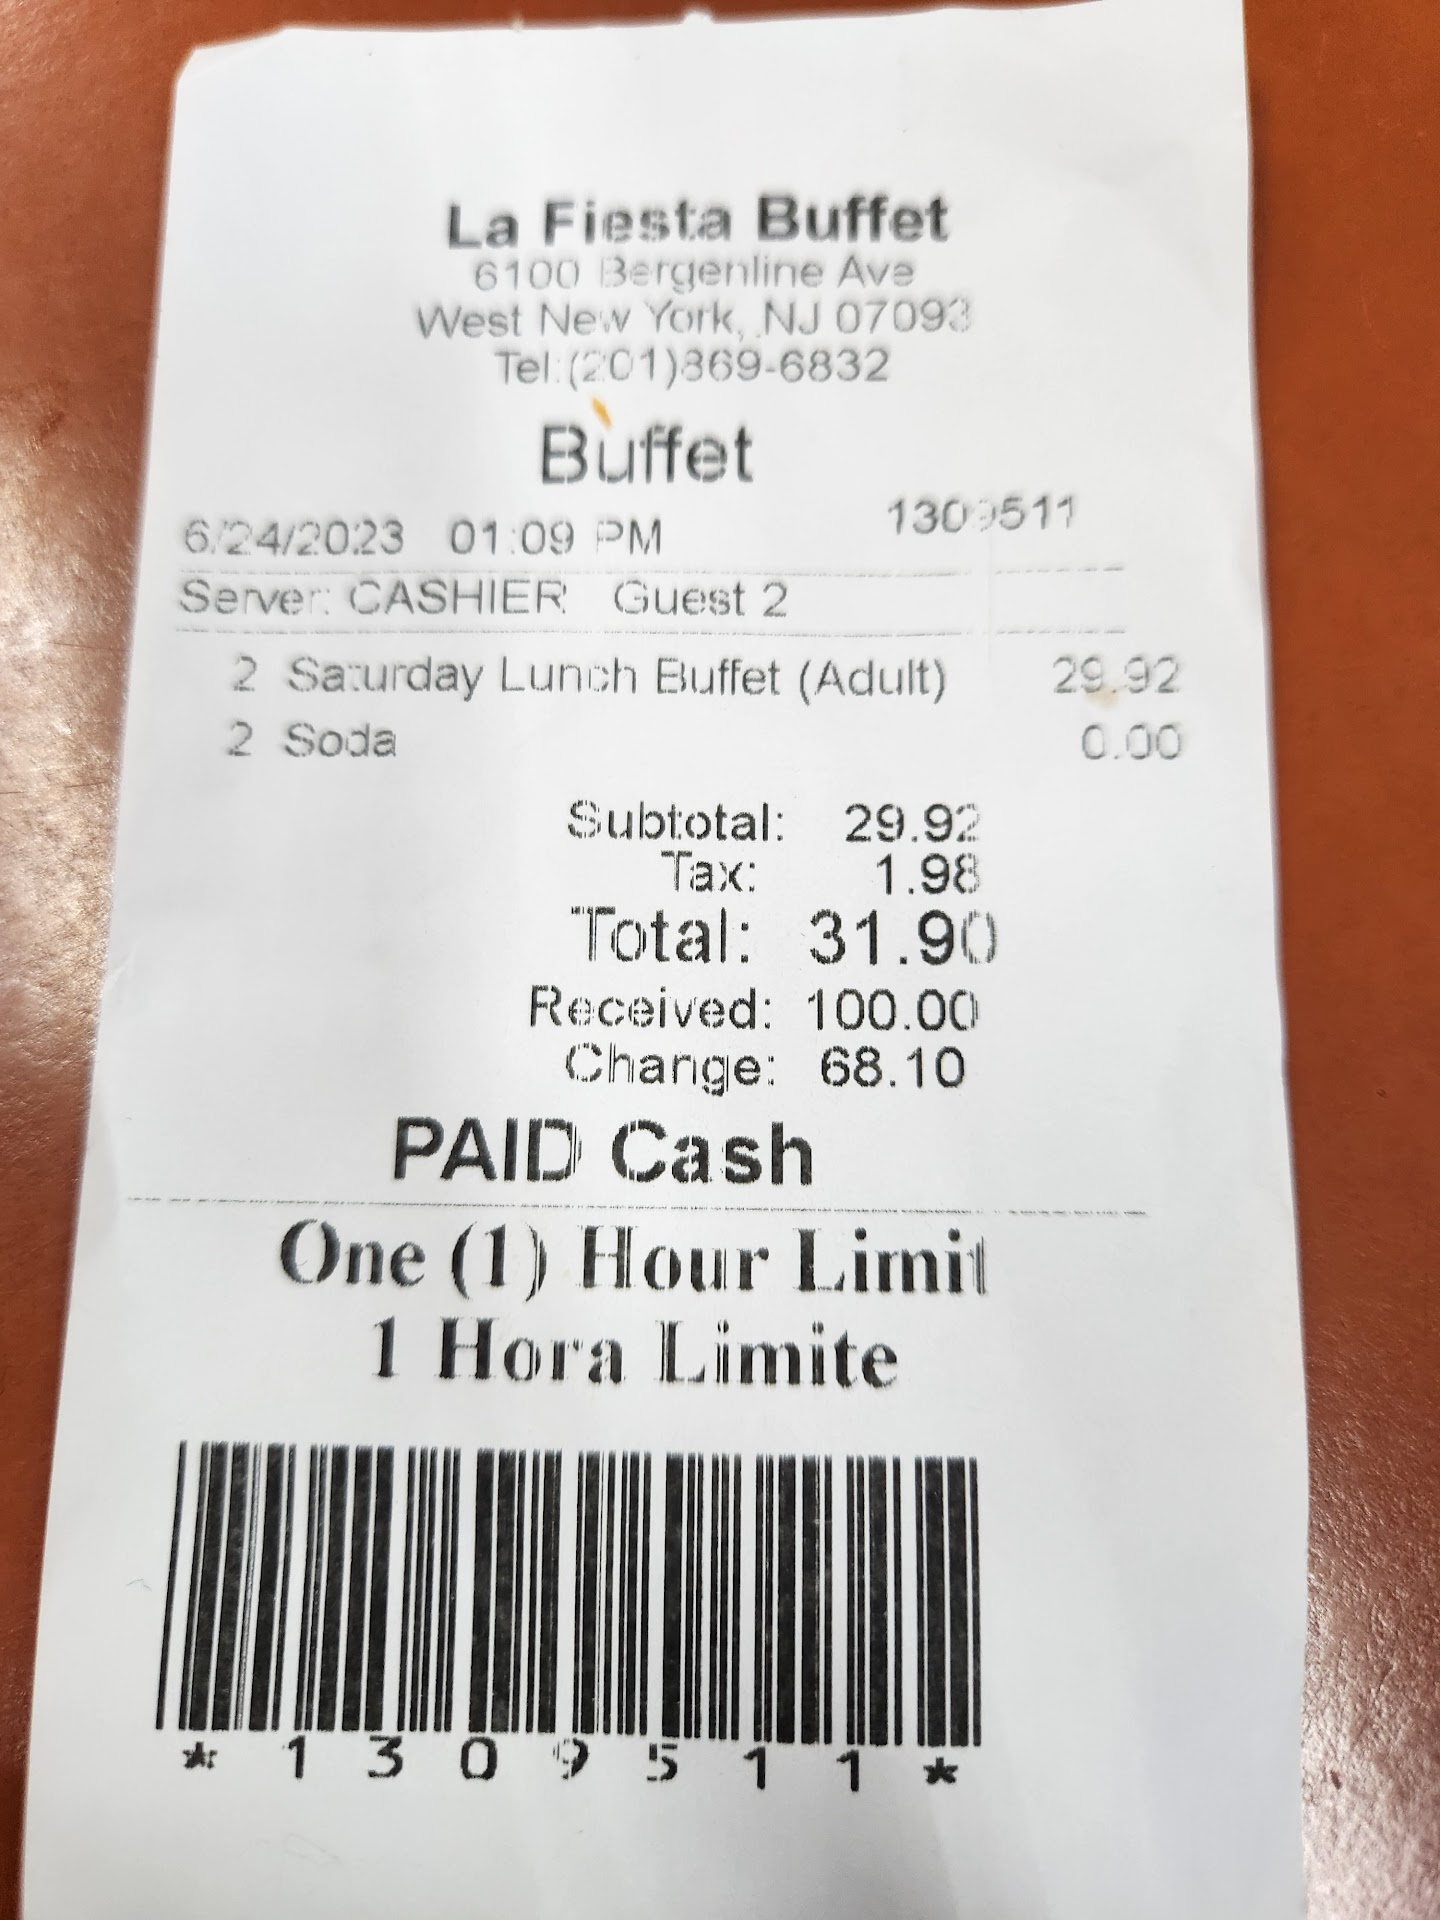 La Fiesta Buffet
6100 Bergenline Ave
West New York, NJ 07093
Tel:(201)869-6832
Buffet
6/24/2023 01:09 PM 1309511
Server: CASHIER Guest 2
2 Saturday Lunch Buffet (Adult) 29.92
2 Soda 0.00
Subtotal: 29.92
Tax: 1.98
Total: 31.90
Received: 100.00
Change: 68.10
PAID Cash
One (1) Hour Limit
1 Hora Limite
*1309511*